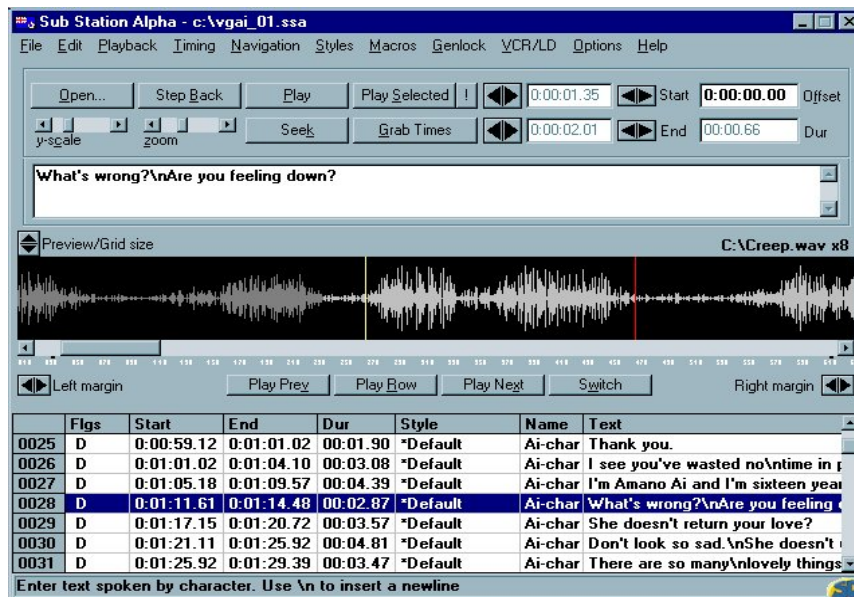 Sub Station Alpha - c:\vgai_01.ssa
File Edit Playback Timing Navigation Styles Macros Genlock VCR/LD Options Help
Open... Step Back Play Play Selected ! 0:00:01.35 Start 0:00:00.00 Offset
y-scale zoom Seek Grab Times 0:00:02.01 End 00:00.66 Dur
What's wrong?\nAre you feeling down?
Preview/Grid size C:\Creep.wav x8
Left margin Play Prev Play Row Play Next Switch Right margin
Flgs Start End Dur Style Name Text
0025 D 0:00:59.12 0:01:01.02 00:01.90 *Default Ai-char Thank you.
0026 D 0:01:01.02 0:01:04.10 00:03.08 *Default Ai-char I see you've wasted no\ntime in p
0027 D 0:01:05.18 0:01:09.57 00:04.39 *Default Ai-char I'm Amano Ai and I'm sixteen year
0028 D 0:01:11.61 0:01:14.48 00:02.87 *Default Ai-char What's wrong?\nAre you feeling
0029 D 0:01:17.15 0:01:20.72 00:03.57 *Default Ai-char She doesn't return your love?
0030 D 0:01:21.11 0:01:25.92 00:04.81 *Default Ai-char Don't look so sad.\nShe doesn't
0031 D 0:01:25.92 0:01:29.39 00:03.47 *Default Ai-char There are so many\nlovely things
Enter text spoken by character. Use \n to insert a newline